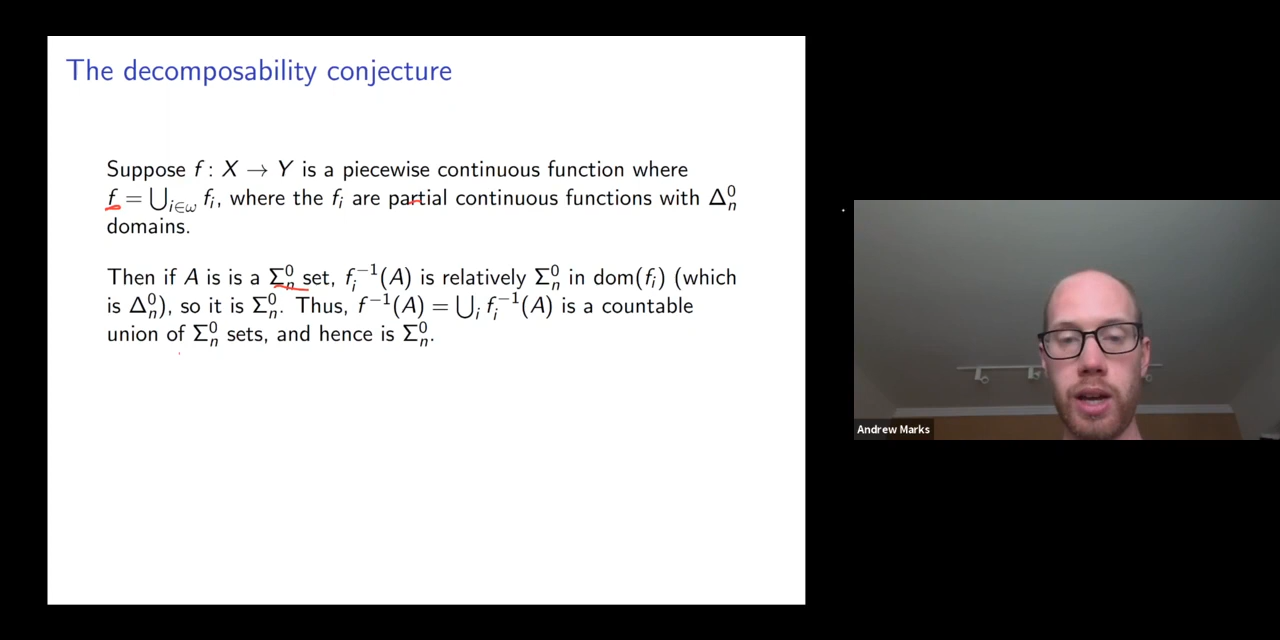 The decomposability conjecture
Suppose f : X → Y is a piecewise continuous function where
f = ⋃_{i∈ω} f_i, where the f_i are partial continuous functions with Δ^0_n
domains.
Then if A is is a Σ^0_n set, f_i^{−1}(A) is relatively Σ^0_n in dom(f_i) (which
is Δ^0_n), so it is Σ^0_n. Thus, f^{−1}(A) = ⋃_i f_i^{−1}(A) is a countable
union of Σ^0_n sets, and hence is Σ^0_n.
Andrew Marks